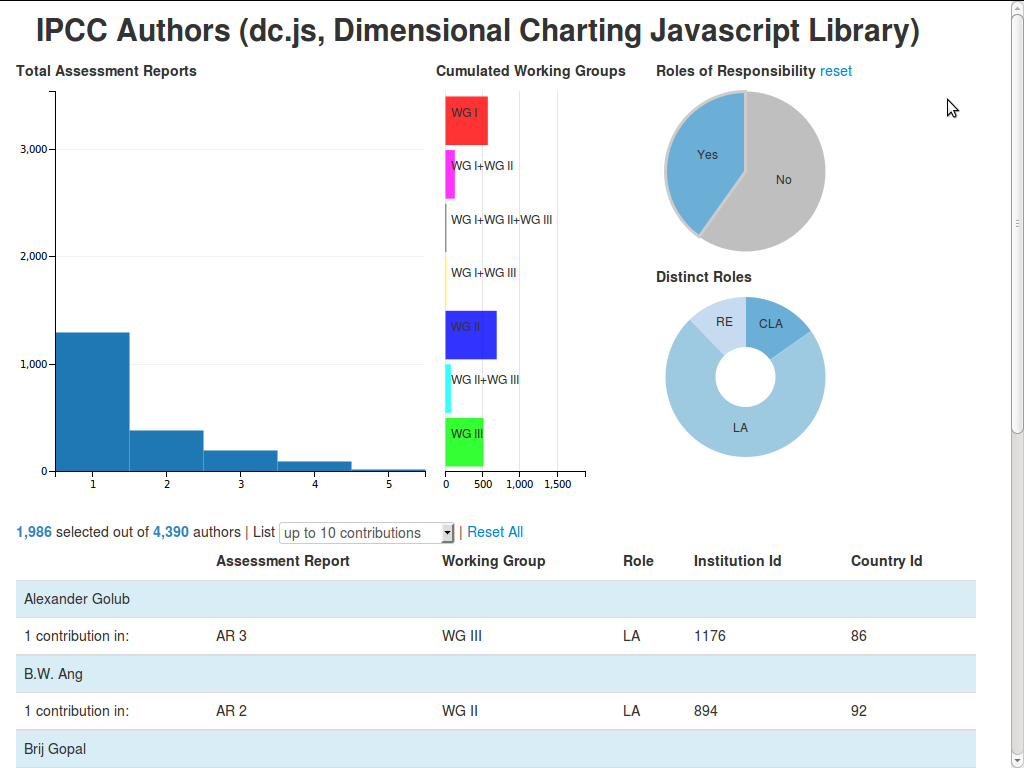 IPCC Authors (dc.js, Dimensional Charting Javascript Library)
Total Assessment Reports
3,000
2,000
1,000
0
1 2 3 4 5
Cumulated Working Groups
WG I
WG I+WG II
WG I+WG II+WG III
WG I+WG III
WG II
WG II+WG III
WG III
0 500 1,000 1,500
Roles of Responsibility reset
Yes
No
Distinct Roles
RE CLA
LA
1,986 selected out of 4,390 authors | List up to 10 contributions | Reset All
Assessment Report Working Group Role Institution Id Country Id
Alexander Golub
1 contribution in: AR 3 WG III LA 1176 86
B.W. Ang
1 contribution in: AR 2 WG II LA 894 92
Brij Gopal